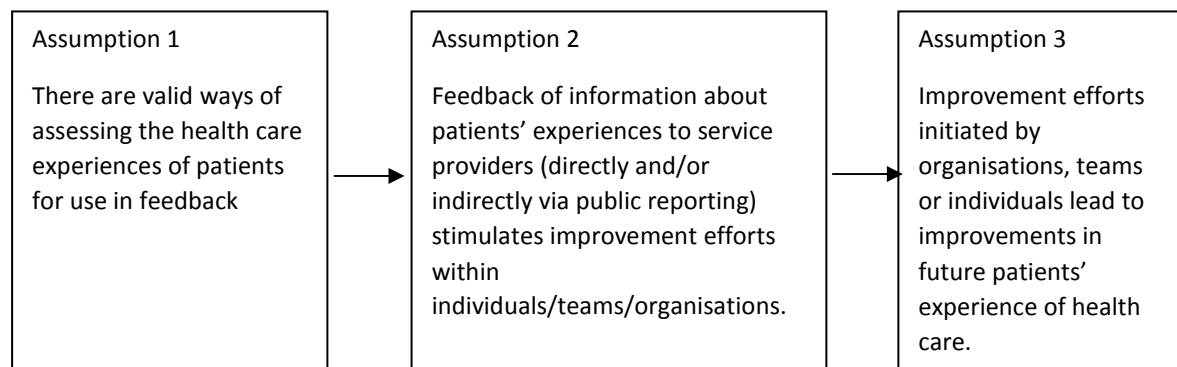 Assumption 1
There are valid ways of
assessing the health care
experiences of patients
for use in feedback
Assumption 2
Feedback of information about
patients’ experiences to service
providers (directly and/or
indirectly via public reporting)
stimulates improvement efforts
within
individuals/teams/organisations.
Assumption 3
Improvement efforts
initiated by
organisations, teams
or individuals lead to
improvements in
future patients’
experience of health
care.